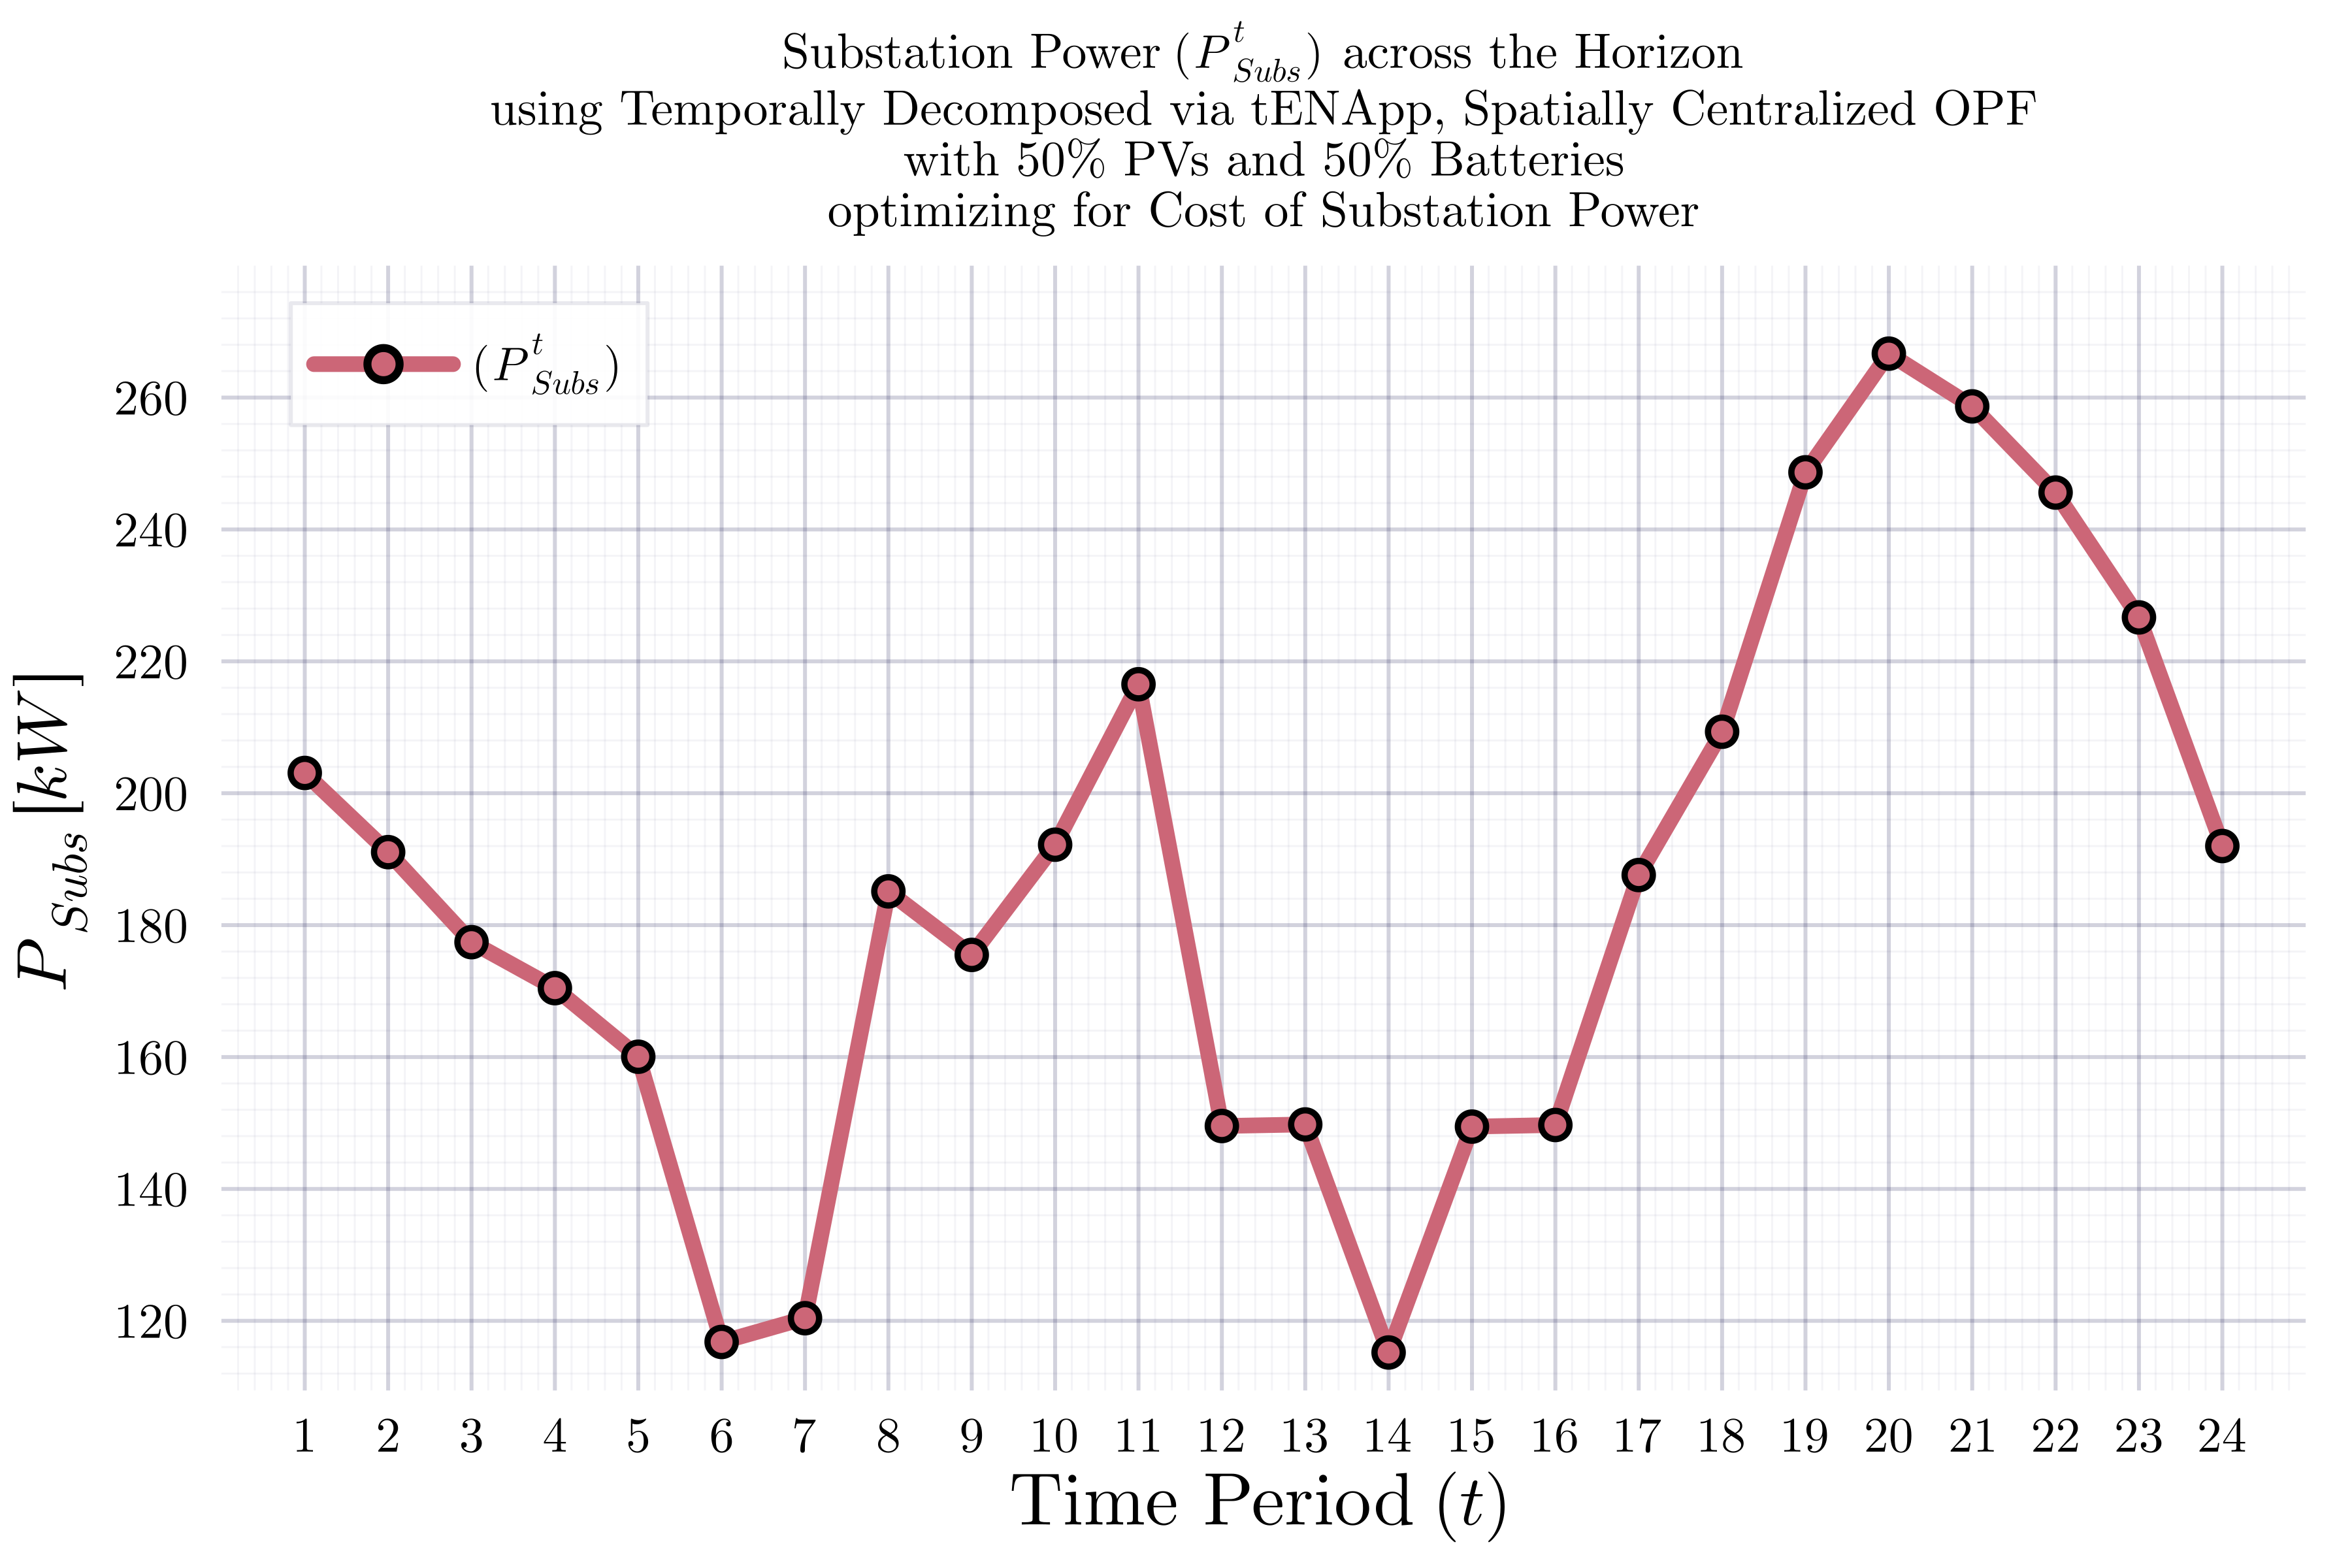 Substation Power (P^t_Subs) across the Horizon
using Temporally Decomposed via tENApp, Spatially Centralized OPF
with 50% PVs and 50% Batteries
optimizing for Cost of Substation Power
(P^t_Subs)
260
240
220
200
180
160
140
120
P_Subs [kW]
1 2 3 4 5 6 7 8 9 10 11 12 13 14 15 16 17 18 19 20 21 22 23 24
Time Period (t)